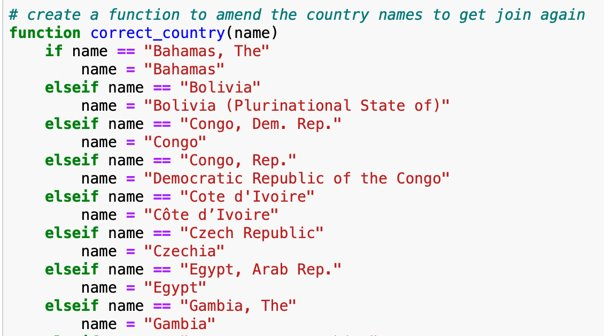 # create a function to amend the country names to get join again
function correct_country(name)
    if name == "Bahamas, The"
        name = "Bahamas"
    elseif name == "Bolivia"
        name = "Bolivia (Plurinational State of)"
    elseif name == "Congo, Dem. Rep."
        name = "Congo"
    elseif name == "Congo, Rep."
        name = "Democratic Republic of the Congo"
    elseif name == "Cote d'Ivoire"
        name = "Côte d’Ivoire"
    elseif name == "Czech Republic"
        name = "Czechia"
    elseif name == "Egypt, Arab Rep."
        name = "Egypt"
    elseif name == "Gambia, The"
        name = "Gambia"